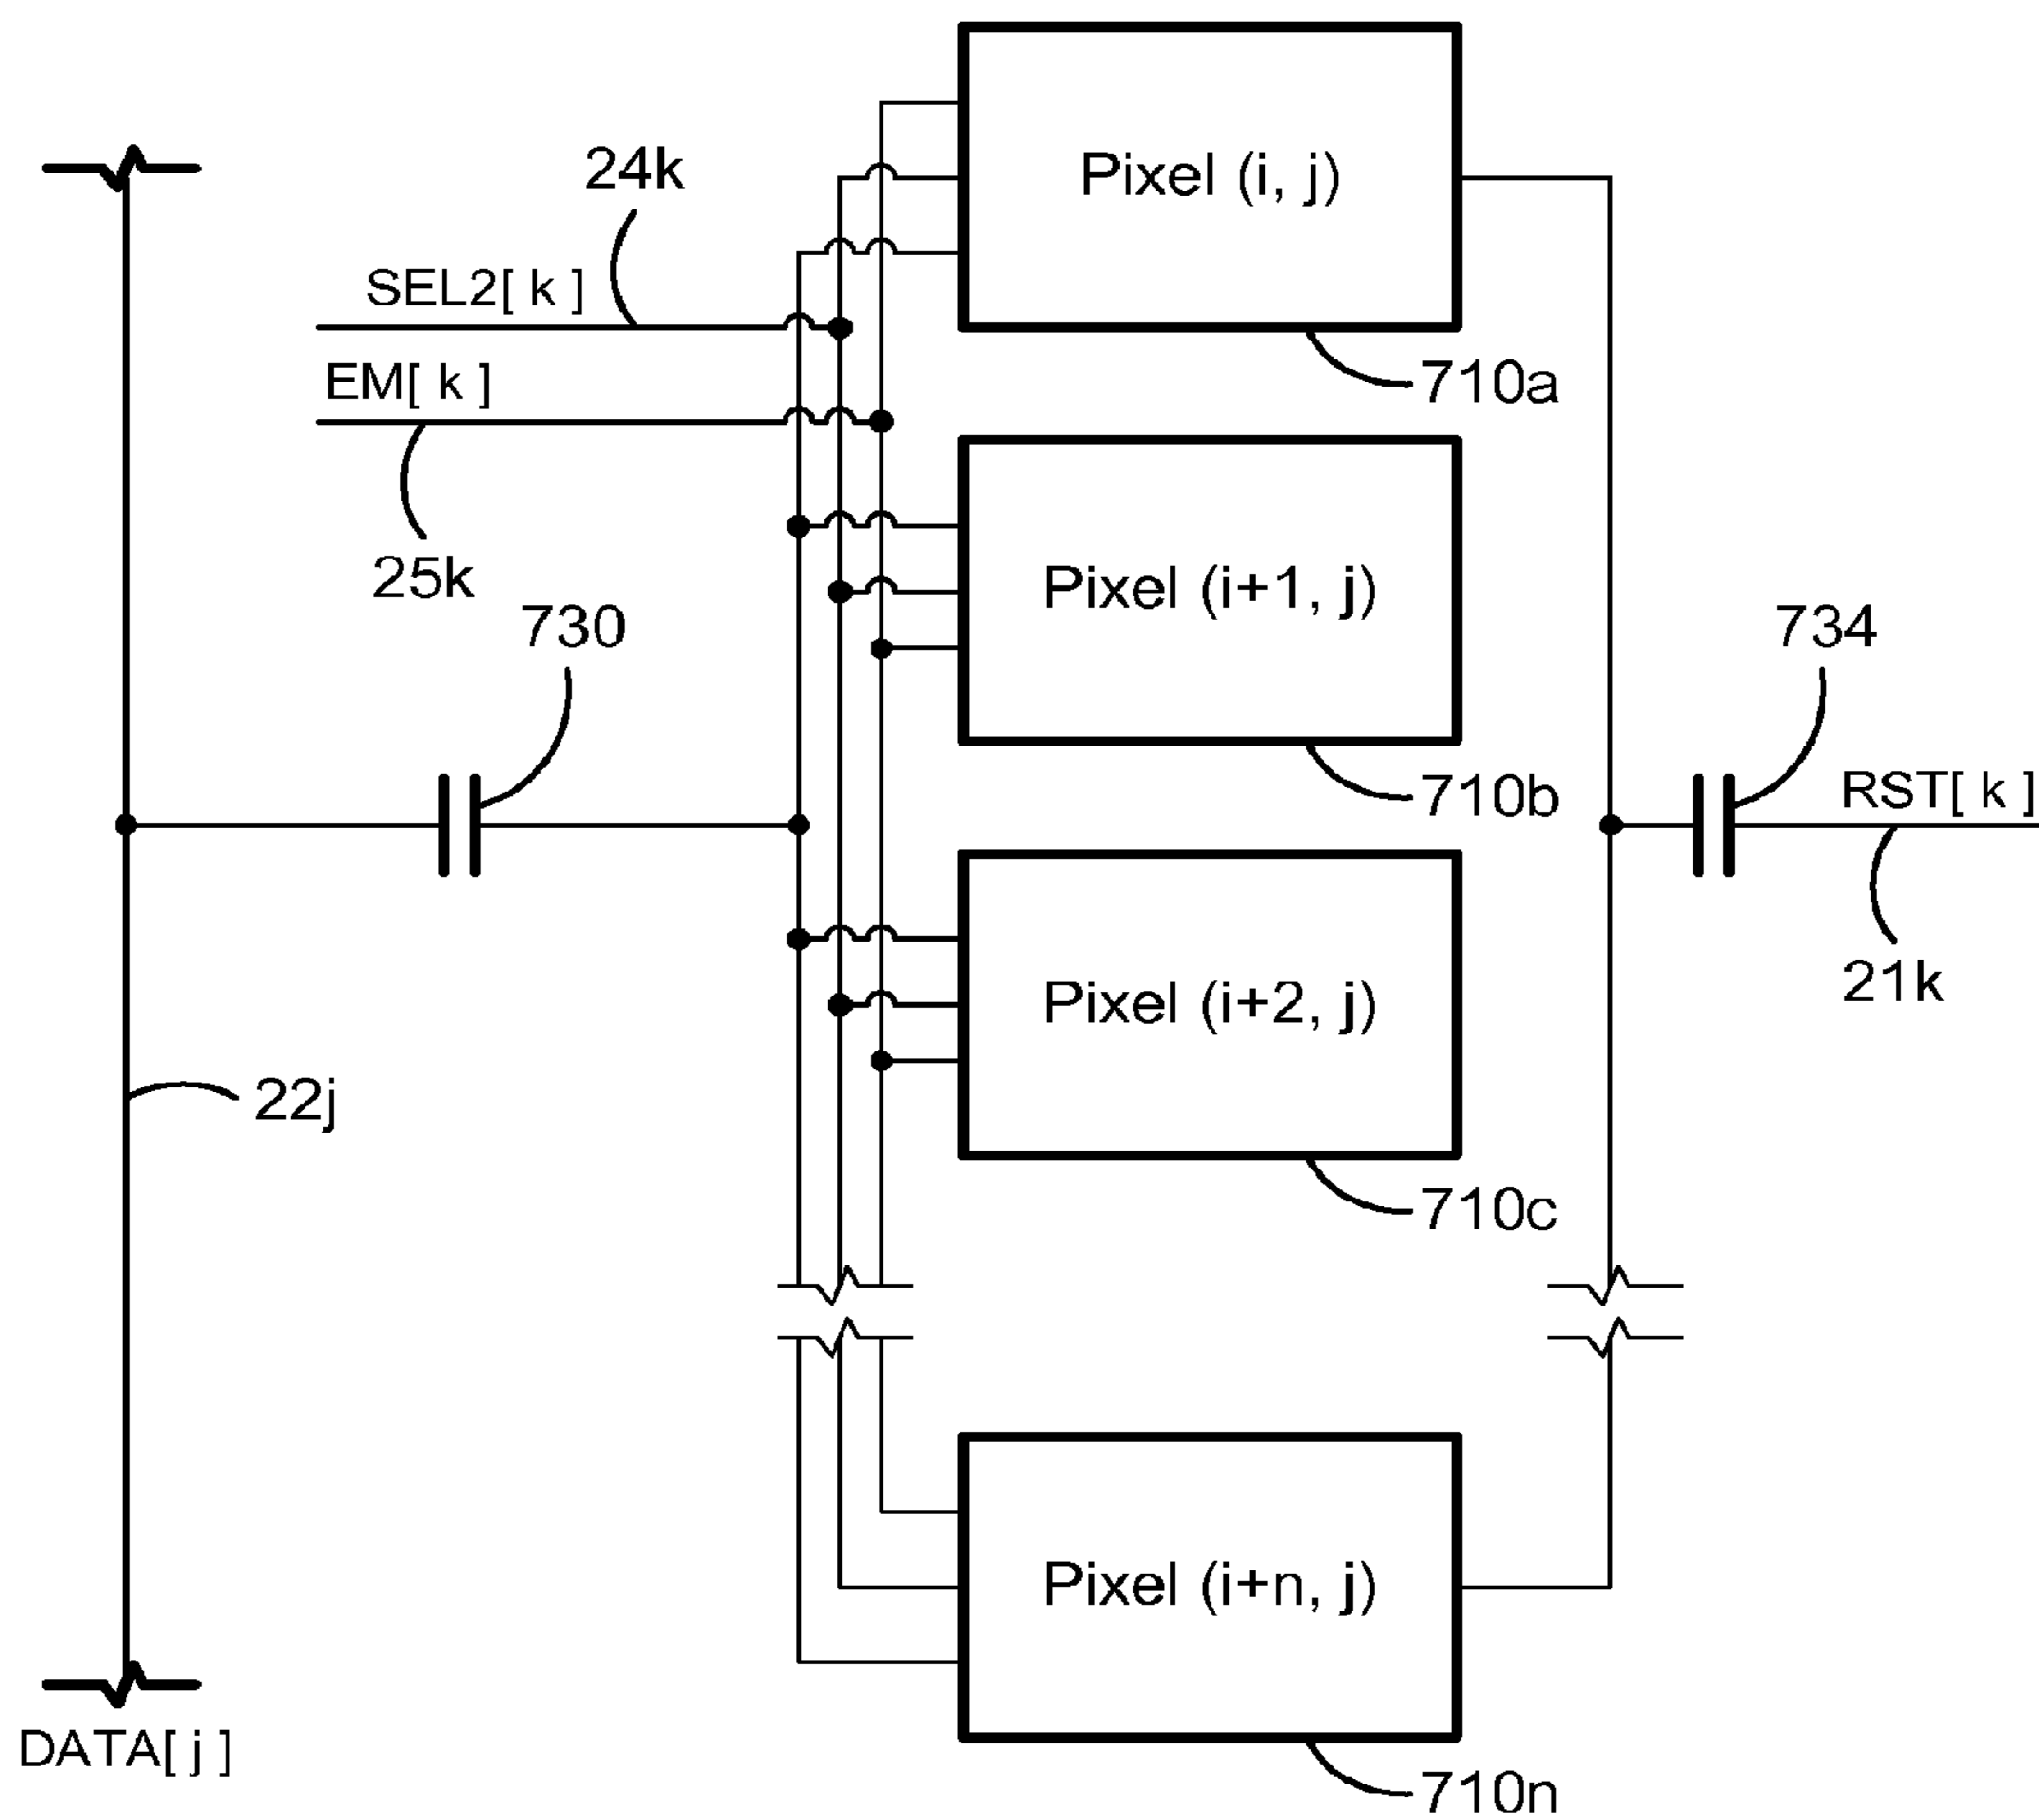 Pixel (i, j)
24k
SEL2[ k ]
EM[ k ]
710a
25k
Pixel (i+1, j)
730
734
710b
RST[ k ]
21k
Pixel (i+2, j)
22j
710c
Pixel (i+n, j)
DATA[ j ]
710n